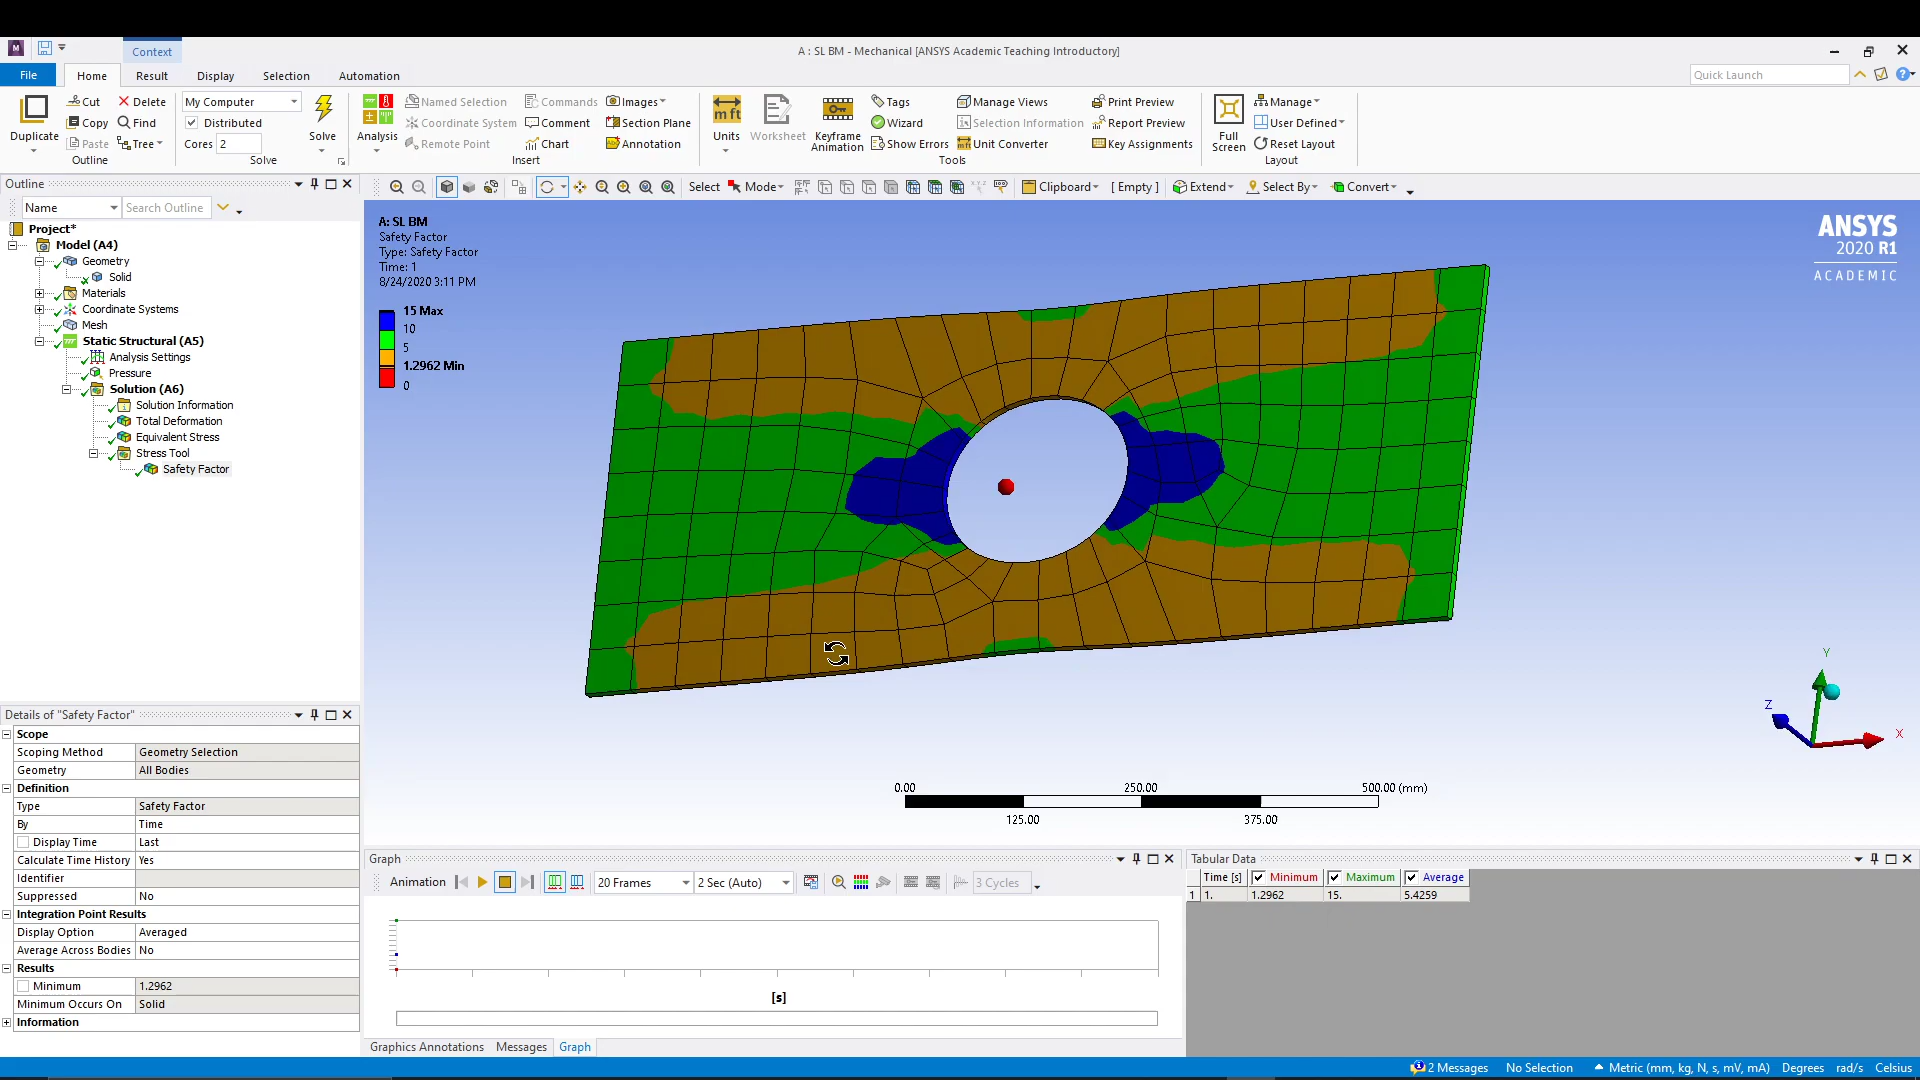 Context
A : SL BM - Mechanical [ANSYS Academic Teaching Introductory]
File
Home
Result
Display
Selection
Automation
Quick Launch
Duplicate
Cut
Copy
Paste
Delete
Find
Tree
Outline
My Computer
Distributed
Cores 2
Solve
Solve
Analysis
Named Selection
Coordinate System
Remote Point
Commands
Comment
Chart
Images
Section Plane
Annotation
Insert
Units
Worksheet
Keyframe
Animation
Tags
Wizard
Show Errors
Manage Views
Selection Information
Unit Converter
Print Preview
Report Preview
Key Assignments
Tools
Full
Screen
Manage
User Defined
Reset Layout
Layout
Outline
Name
Search Outline
Select
Mode
Clipboard
[ Empty ]
Extend
Select By
Convert
Project*
Model (A4)
Geometry
Solid
Materials
Coordinate Systems
Mesh
Static Structural (A5)
Analysis Settings
Pressure
Solution (A6)
Solution Information
Total Deformation
Equivalent Stress
Stress Tool
Safety Factor
A: SL BM
Safety Factor
Type: Safety Factor
Time: 1
8/24/2020 3:11 PM
15 Max
10
5
1.2962 Min
0
ANSYS
2020 R1
ACADEMIC
Y
Z
X
0.00
250.00
500.00 (mm)
125.00
375.00
Details of "Safety Factor"
Scope
Scoping Method Geometry Selection
Geometry All Bodies
Definition
Type Safety Factor
By Time
Display Time Last
Calculate Time History Yes
Identifier
Suppressed No
Integration Point Results
Display Option Averaged
Average Across Bodies No
Results
Minimum 1.2962
Minimum Occurs On Solid
Information
Graph
Animation
20 Frames
2 Sec (Auto)
3 Cycles
[s]
Graphics Annotations
Messages
Graph
Tabular Data
Time [s] Minimum Maximum Average
1 1. 1.2962 15. 5.4259
2 Messages
No Selection
Metric (mm, kg, N, s, mV, mA)
Degrees
rad/s
Celsius